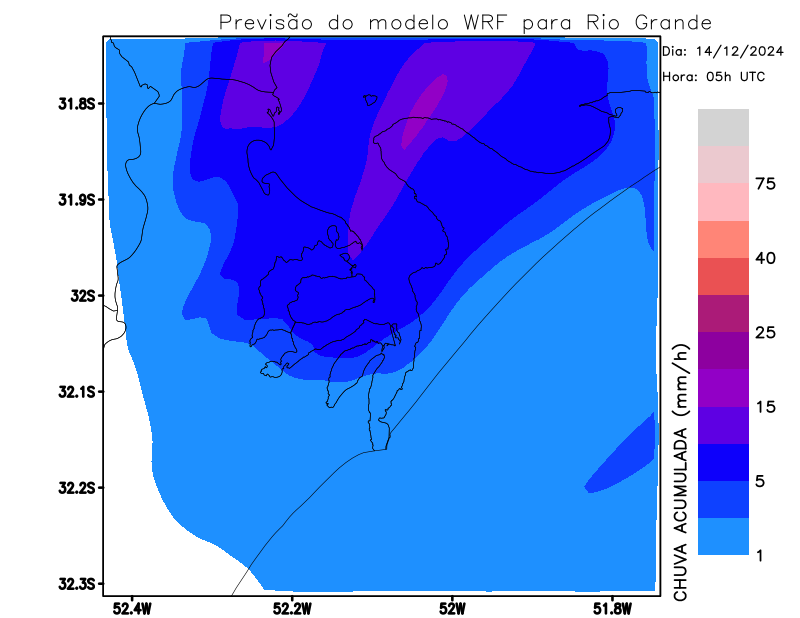 Previsão do modelo WRF para Rio Grande
Dia: 14/12/2024
Hora: 05h UTC
31.8S
31.9S
32S
32.1S
32.2S
32.3S
52.4W
52.2W
52W
51.8W
75
40
25
15
5
1
CHUVA ACUMULADA (mm/h)